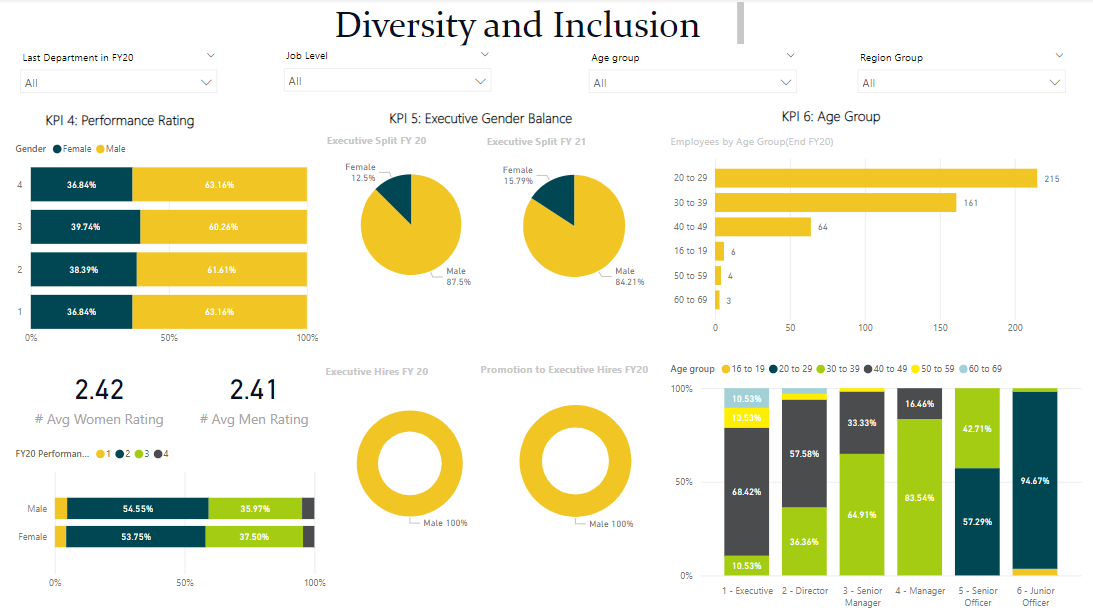 Diversity and Inclusion
Last Department in FY20
All
Job Level
All
Age group
All
Region Group
All
KPI 4: Performance Rating
Gender Female Male
4 36.84% 63.16%
3 39.74% 60.26%
2 38.39% 61.61%
1 36.84% 63.16%
0% 50% 100%
2.42
# Avg Women Rating
2.41
# Avg Men Rating
FY20 Performan... 1 2 3 4
Male 54.55% 35.97%
Female 53.75% 37.50%
0% 50% 100%
KPI 5: Executive Gender Balance
Executive Split FY 20
Female
12.5%
Male
87.5%
Executive Split FY 21
Female
15.79%
Male
84.21%
Executive Hires FY 20
Male 100%
Promotion to Executive Hires FY20
Male 100%
KPI 6: Age Group
Employees by Age Group(End FY20)
20 to 29 215
30 to 39 161
40 to 49 64
16 to 19 6
50 to 59 4
60 to 69 3
0 50 100 150 200
Age group 16 to 19 20 to 29 30 to 39 40 to 49 50 to 59 60 to 69
100%
50%
0%
10.53%
10.53%
68.42%
10.53%
57.58%
36.36%
33.33%
64.91%
16.46%
83.54%
42.71%
57.29%
94.67%
1 - Executive
2 - Director
3 - Senior
Manager
4 - Manager
5 - Senior
Officer
6 - Junior
Officer